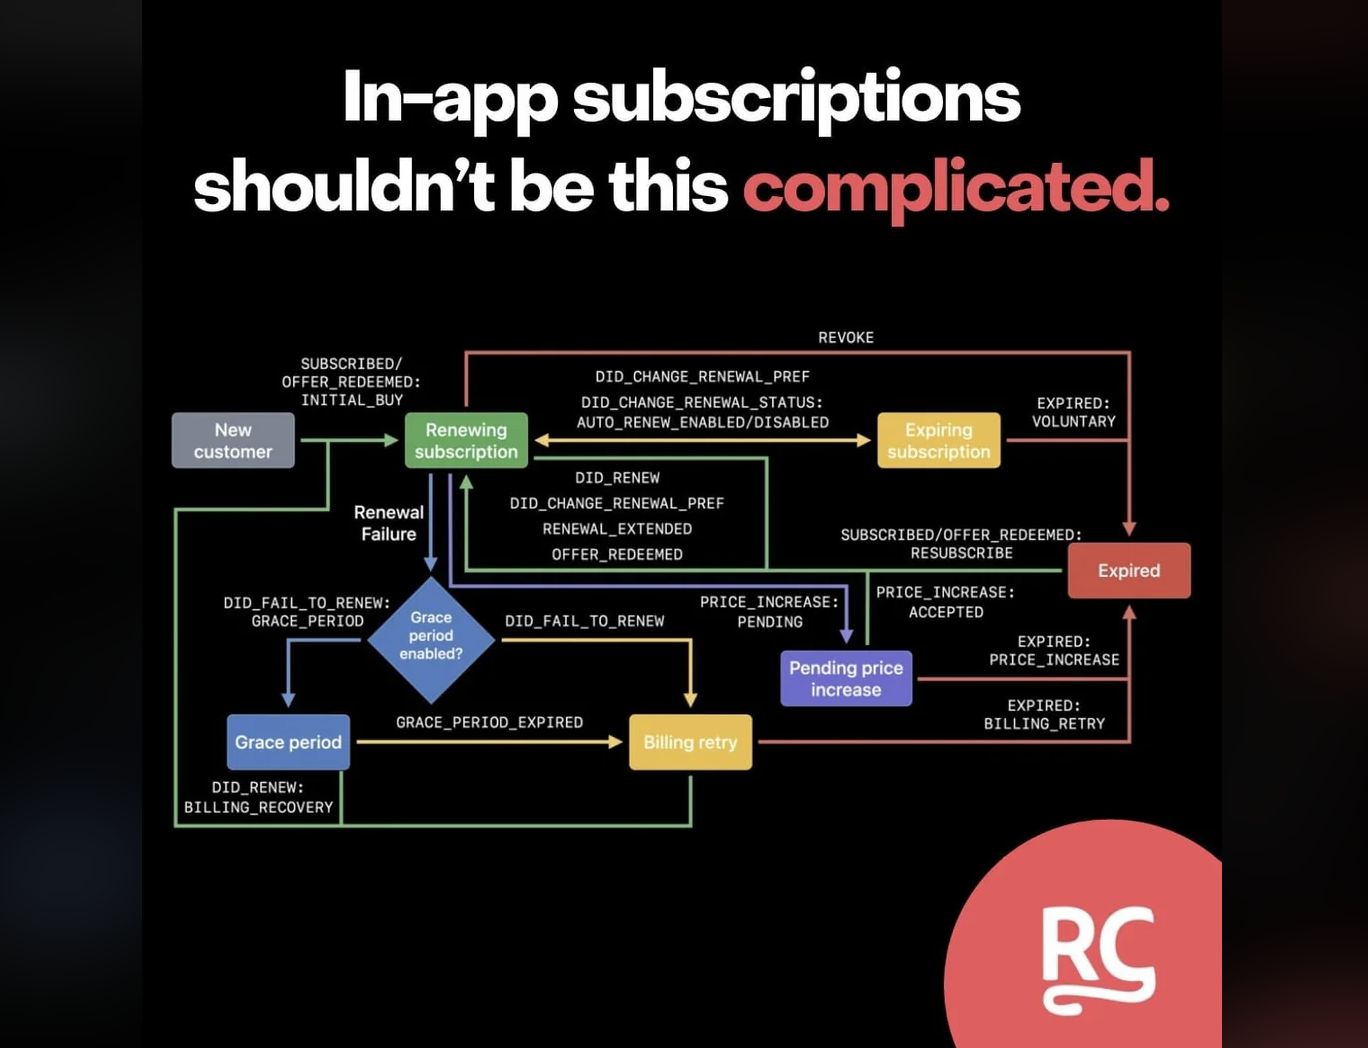 In-app subscriptions
shouldn't be this complicated.
REVOKE
SUBSCRIBED/
OFFER_REDEEMED:
INITIAL_BUY
DID_CHANGE_RENEWAL_PREF
DID_CHANGE_RENEWAL_STATUS:
AUTO_RENEW_ENABLED/DISABLED
EXPIRED:
VOLUNTARY
New
customer
Renewing
subscription
Expiring
subscription
DID_RENEW
DID_CHANGE_RENEWAL_PREF
RENEWAL_EXTENDED
OFFER_REDEEMED
Renewal
Failure
SUBSCRIBED/OFFER_REDEEMED:
RESUBSCRIBE
Expired
DID_FAIL_TO_RENEW:
GRACE_PERIOD
Grace
period
enabled?
DID_FAIL_TO_RENEW
PRICE_INCREASE:
PENDING
PRICE_INCREASE:
ACCEPTED
Pending price
increase
EXPIRED:
PRICE_INCREASE
EXPIRED:
BILLING_RETRY
Grace period
GRACE_PERIOD_EXPIRED
Billing retry
DID_RENEW:
BILLING_RECOVERY
RC